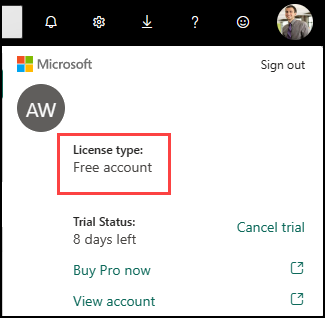 Microsoft
Sign out
AW
License type:
Free account
Trial Status:
8 days left
Cancel trial
Buy Pro now
View account